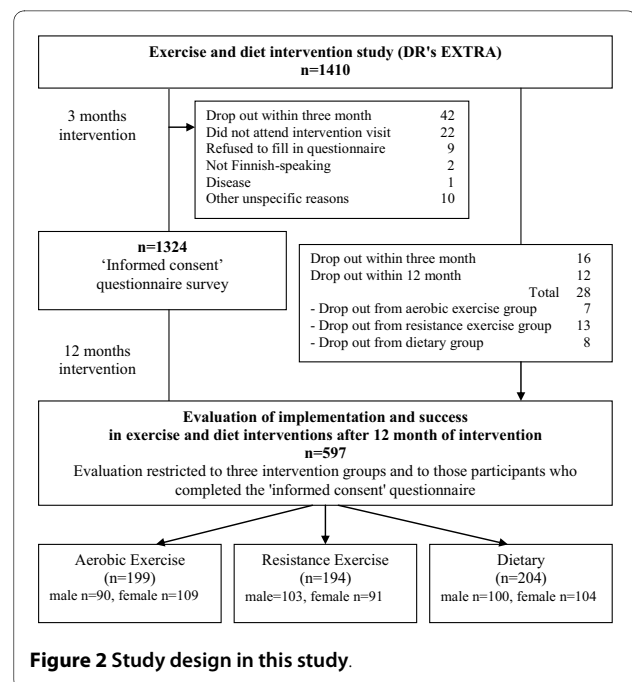 Exercise and diet intervention study (DR's EXTRA)
n=1410
3 months
intervention
Drop out within three month 42
Did not attend intervention visit 22
Refused to fill in questionnaire 9
Not Finnish-speaking 2
Disease 1
Other unspecific reasons 10
n=1324
‘Informed consent’
questionnaire survey
Drop out within three month 16
Drop out within 12 month 12
Total 28
- Drop out from aerobic exercise group 7
- Drop out from resistance exercise group 13
- Drop out from dietary group 8
12 months
intervention
Evaluation of implementation and success
in exercise and diet interventions after 12 month of intervention
n=597
Evaluation restricted to three intervention groups and to those participants who
completed the 'informed consent' questionnaire
Aerobic Exercise
(n=199)
male n=90, female n=109
Resistance Exercise
(n=194)
male=103, female n=91
Dietary
(n=204)
male n=100, female n=104
Figure 2 Study design in this study.